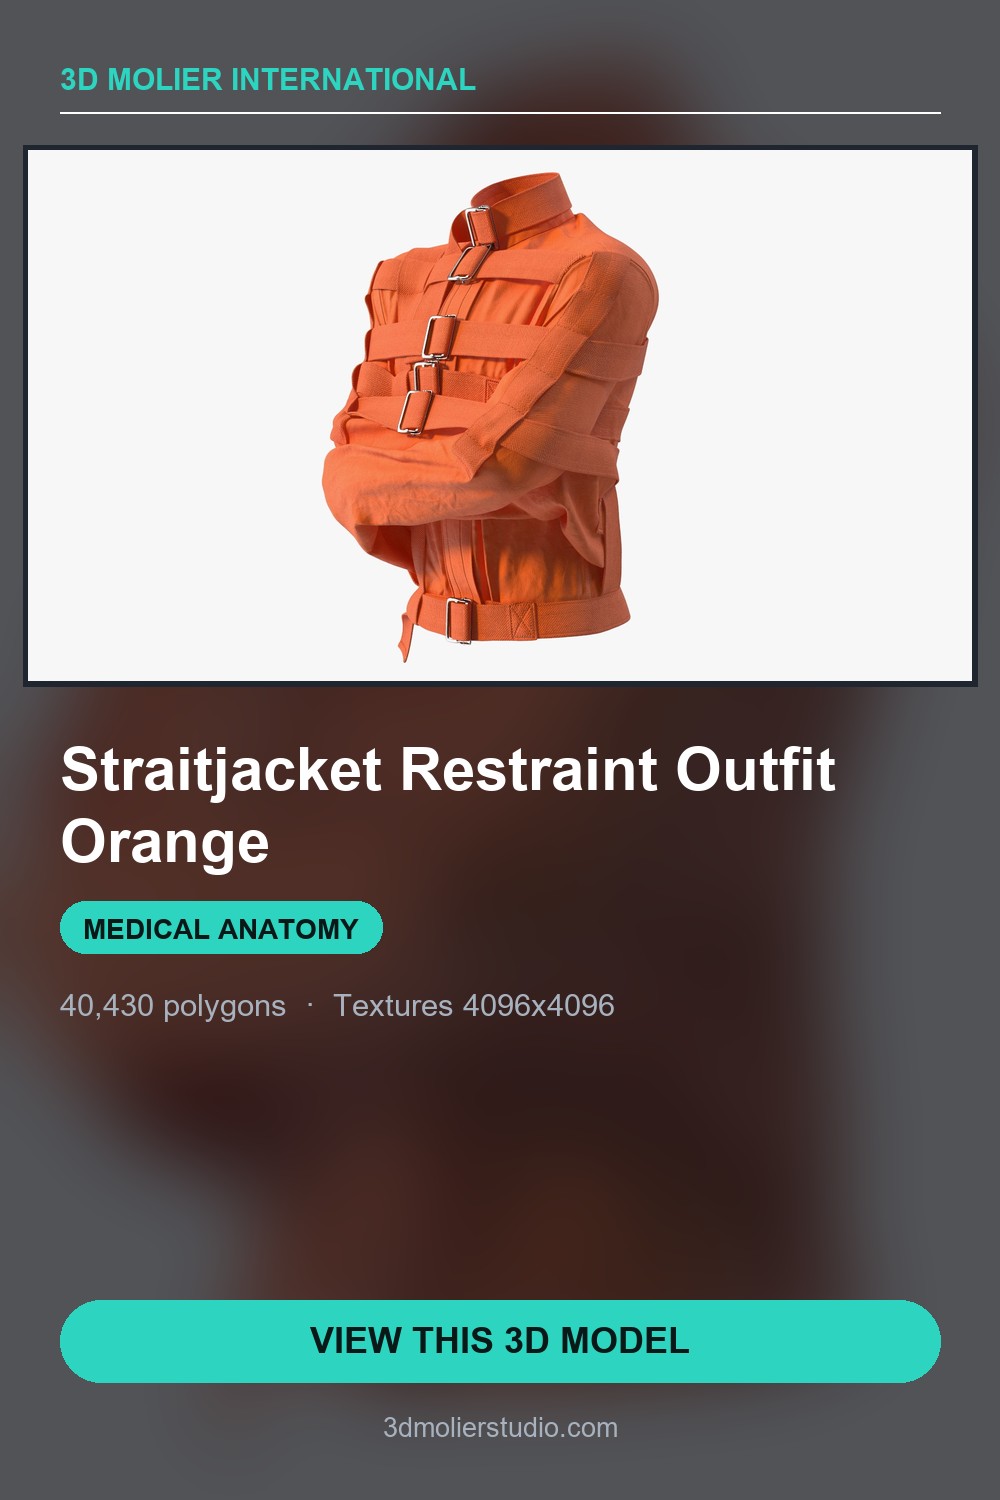 3D MOLIER INTERNATIONAL
Straitjacket Restraint Outfit
Orange
MEDICAL ANATOMY
40,430 polygons · Textures 4096x4096
VIEW THIS 3D MODEL
3dmolierstudio.com